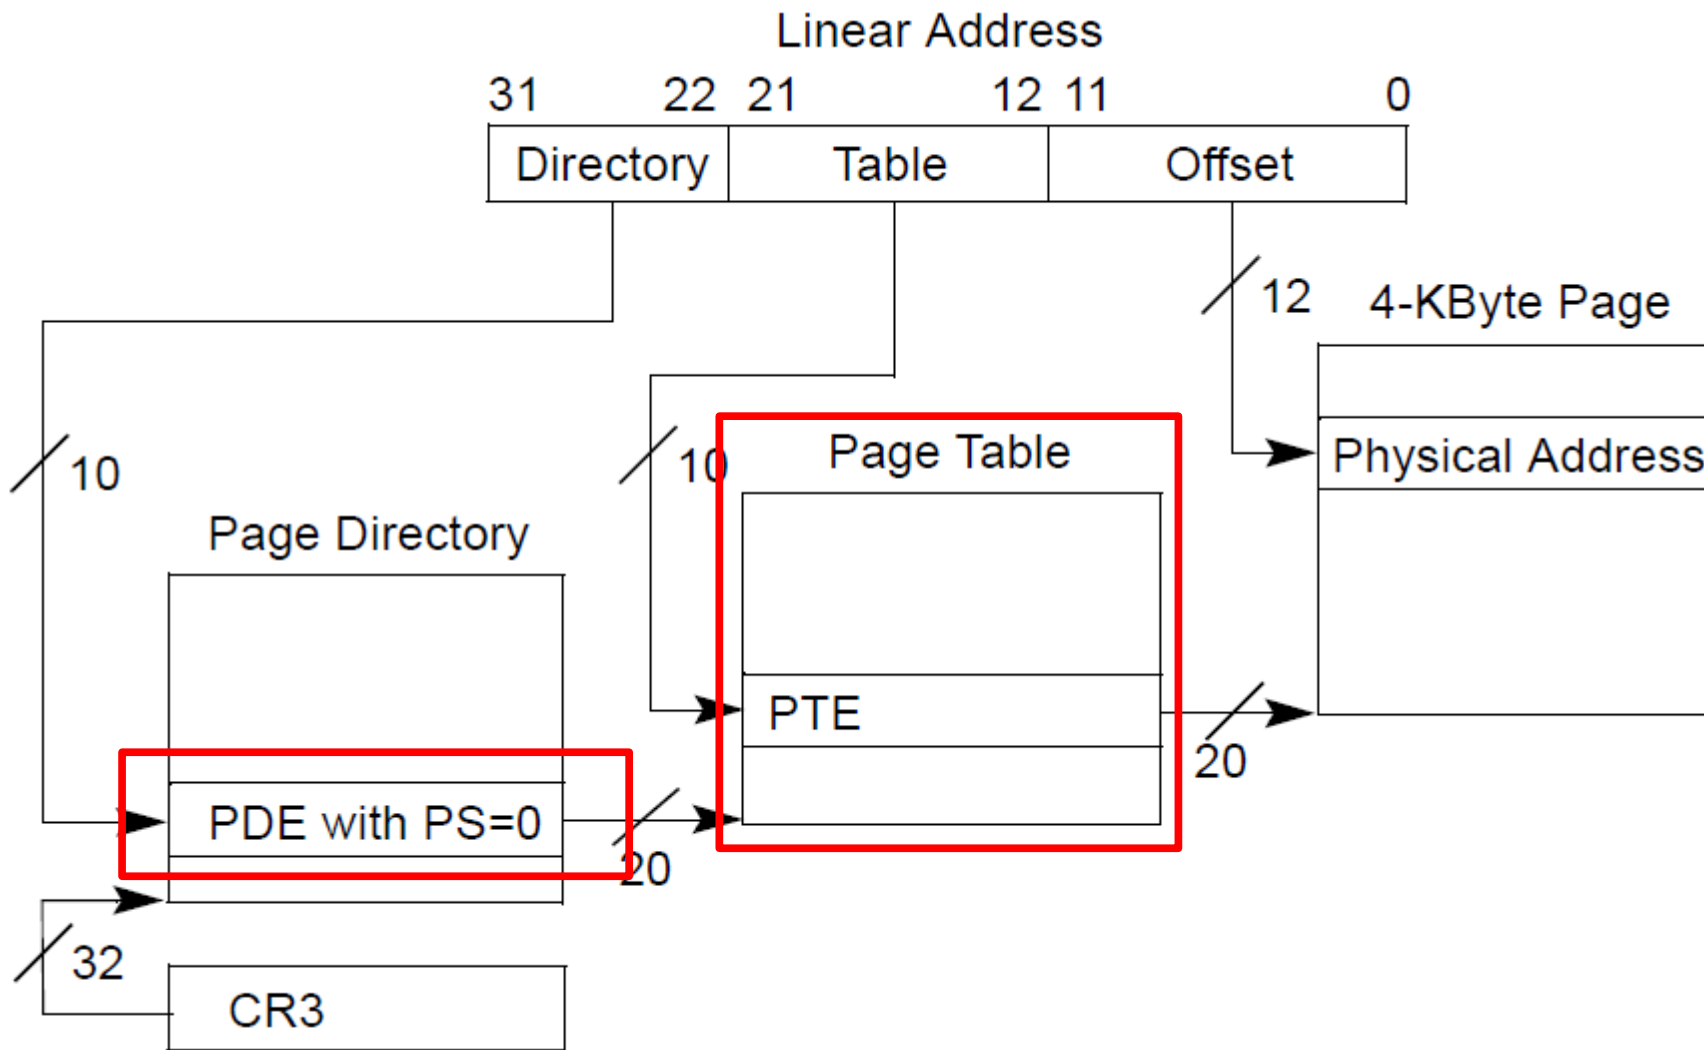 Linear Address
31 22 21 12 11 0
Directory Table Offset
12
4-KByte Page
Physical Address
10
10
Page Table
Page Directory
PTE
20
PDE with PS=0
20
32
CR3